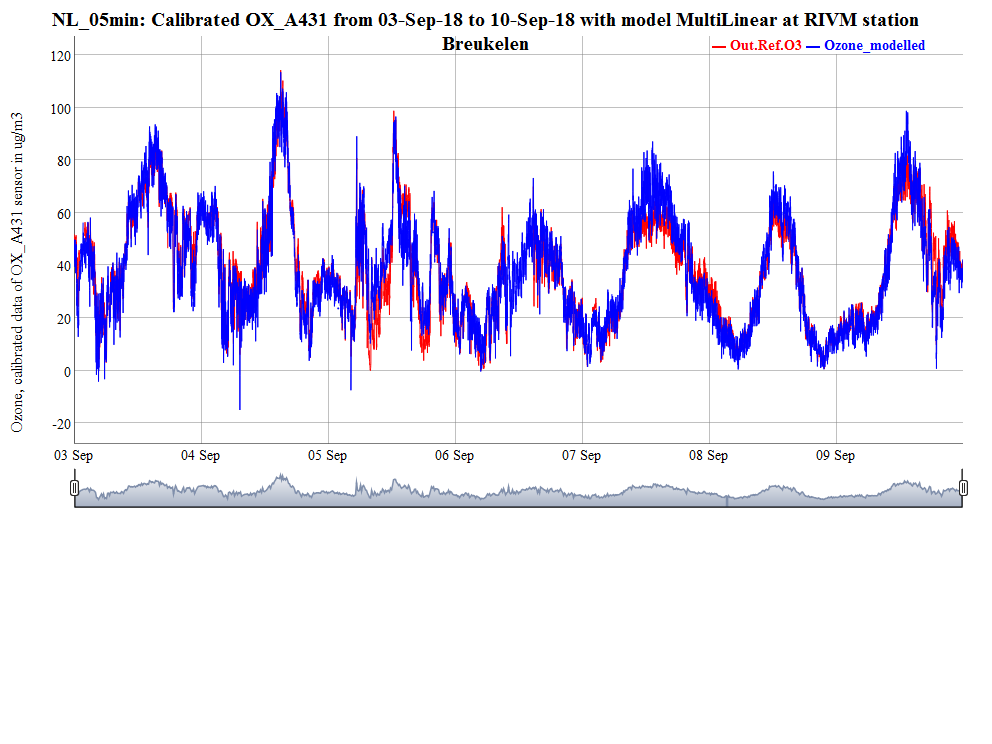 NL_05min: Calibrated OX_A431 from 03-Sep-18 to 10-Sep-18 with model MultiLinear at RIVM station
Breukelen
Out.Ref.O3 Ozone_modelled
Ozone, calibrated data of OX_A431 sensor in ug/m3
120
100
80
60
40
20
0
-20
03 Sep 04 Sep 05 Sep 06 Sep 07 Sep 08 Sep 09 Sep